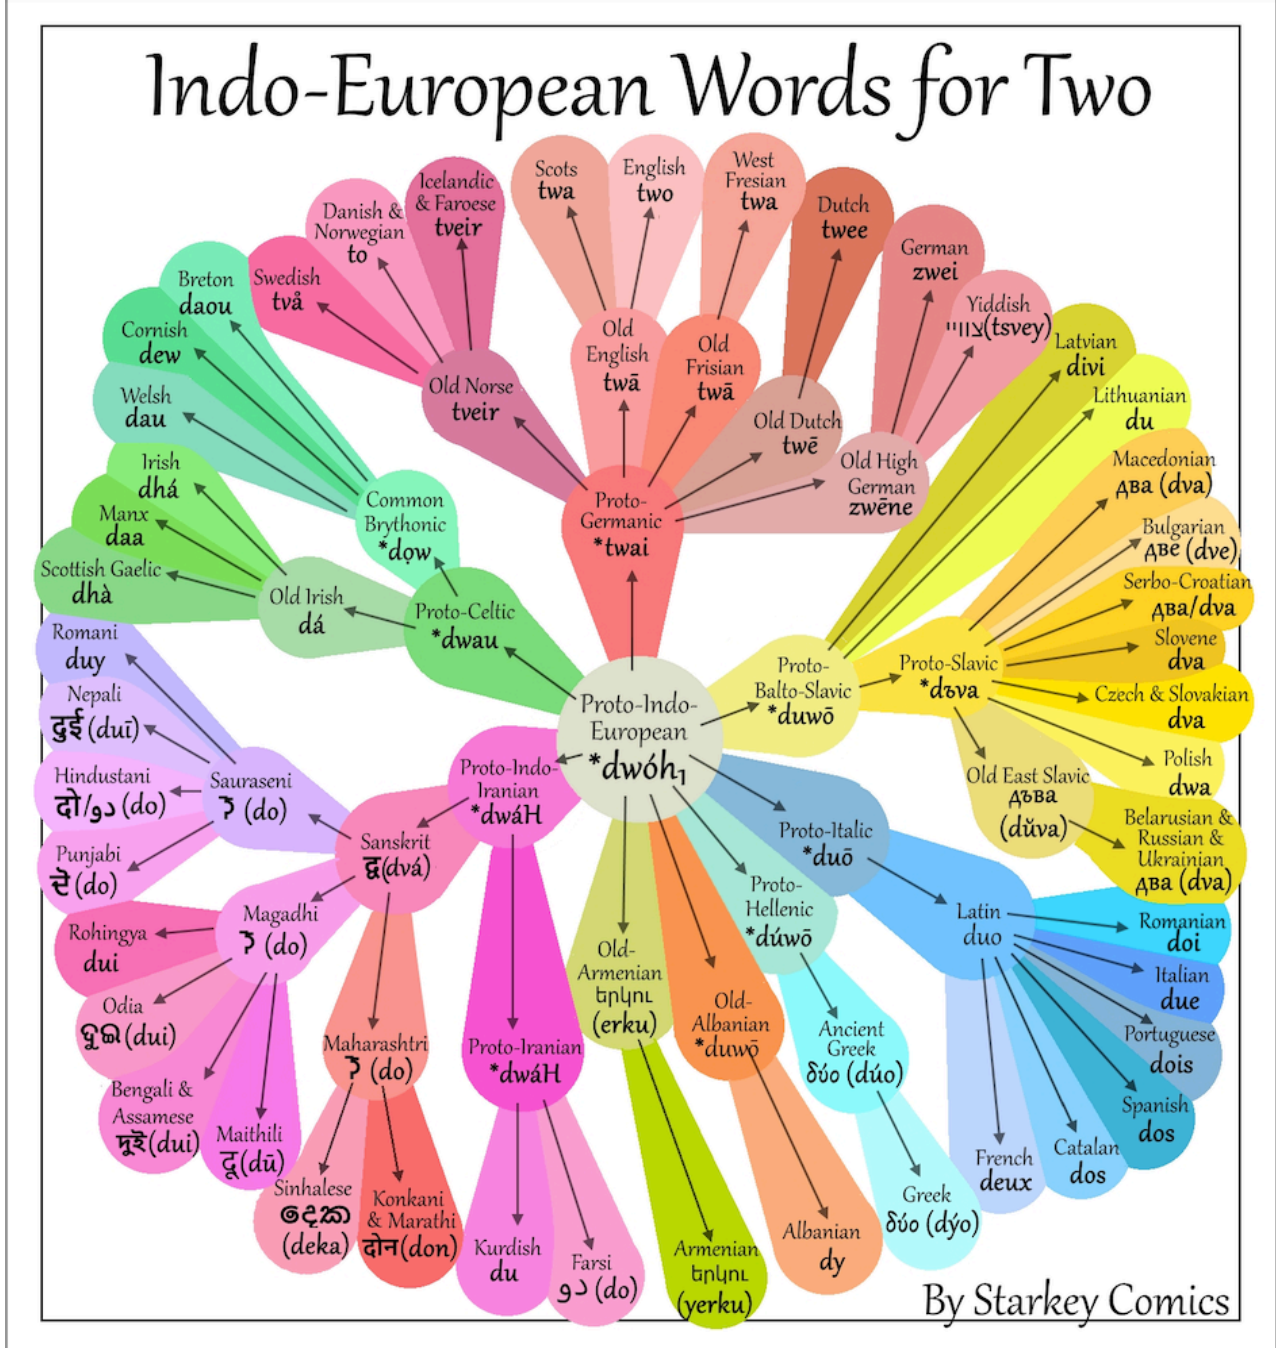 Indo-European Words for Two
Scots
twa
English
two
West
Fresian
twa
Dutch
twee
German
zwei
Yiddish
צוויי(tsvey)
Icelandic
& Faroese
tveir
Danish &
Norwegian
to
Swedish
två
Old Norse
tveir
Old
English
twā
Old
Frisian
twā
Old Dutch
twē
Old High
German
zwēne
Proto-
Germanic
*twai
Breton
daou
Cornish
dew
Welsh
dau
Common
Brythonic
*dọw
Irish
dhá
Manx
daa
Scottish Gaelic
dhà
Old Irish
dá
Proto-Celtic
*dwau
Latvian
divi
Lithuanian
du
Macedonian
два (dva)
Bulgarian
две (dve)
Serbo-Croatian
два/dva
Slovene
dva
Czech & Slovakian
dva
Polish
dwa
Belarusian &
Russian &
Ukrainian
два (dva)
Old East Slavic
дъва
(dŭva)
Proto-Slavic
*dъva
Proto-
Balto-Slavic
*duwō
Proto-Indo-
European
*dwóh₁
Romani
duy
Nepali
दुई (duī)
Hindustani
दो/دو (do)
Punjabi
ਦੋ (do)
Sauraseni
(do)
Proto-Indo-
Iranian
*dwáH
Sanskrit
द्व(dvá)
Magadhi
(do)
Rohingya
dui
Odia
ଦୁଇ (dui)
Bengali &
Assamese
দুই(dui)
Maithili
दू(dū)
Maharashtri
(do)
Sinhalese
දෙක
(deka)
Konkani
& Marathi
दोन(don)
Proto-Iranian
*dwáH
Kurdish
du
Farsi
دو (do)
Old-
Armenian
երկու
(erku)
Armenian
երկու
(yerku)
Old-
Albanian
*duwō
Albanian
dy
Proto-
Hellenic
*dúwō
Ancient
Greek
δύο (dúo)
Greek
δύο (dýo)
Proto-Italic
*duō
Latin
duo
Romanian
doi
Italian
due
Portuguese
dois
Spanish
dos
Catalan
dos
French
deux
By Starkey Comics